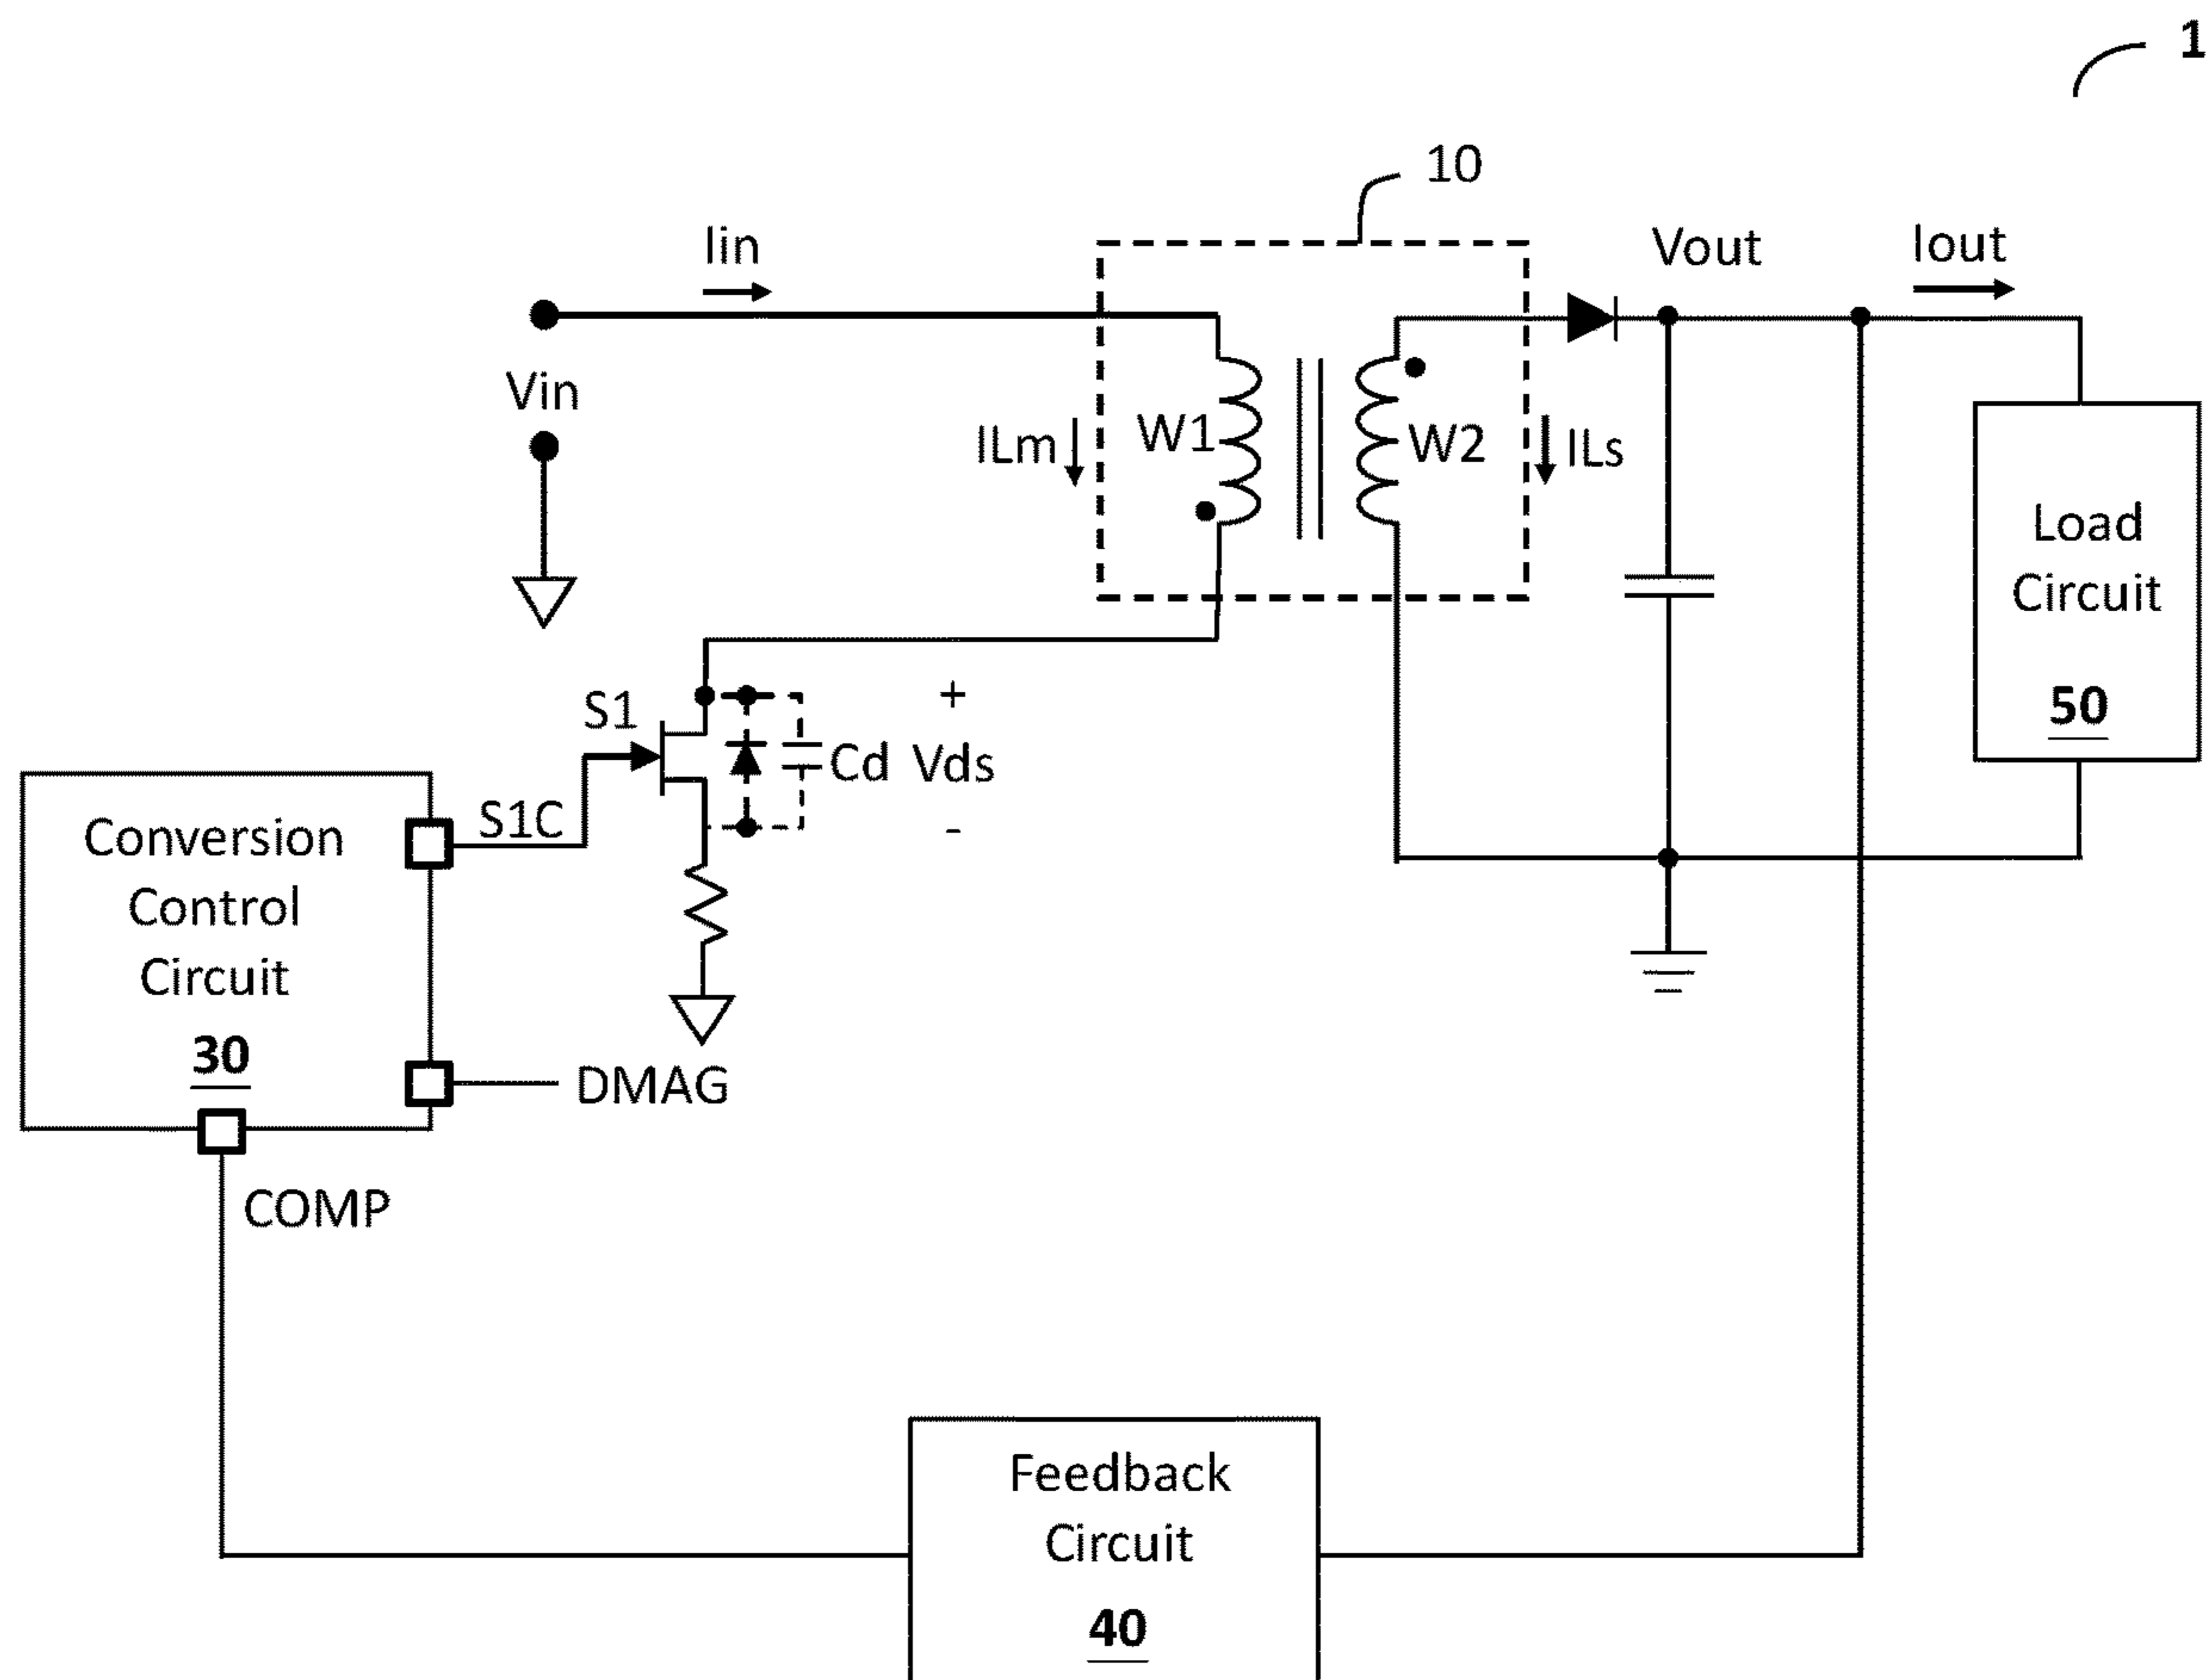 1
10
Iin
Vout
Iout
Vin
ILm
W1
W2
ILs
Load
Circuit
50
S1
+
Cd
Vds
-
S1C
Conversion
Control
Circuit
30
DMAG
COMP
Feedback
Circuit
40